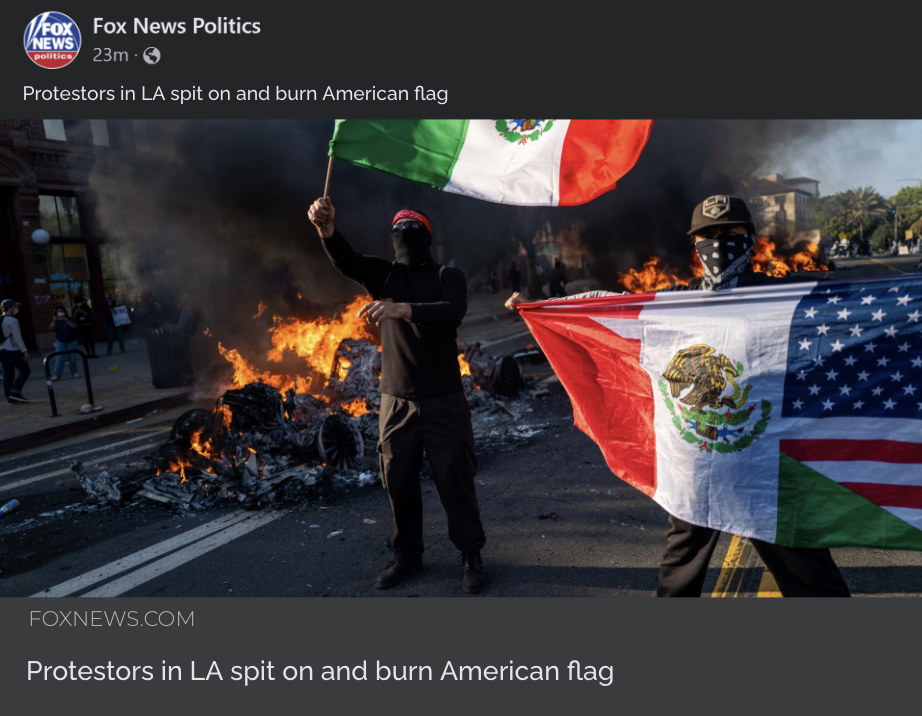 FOX
NEWS
politics
Fox News Politics
23m ·
Protestors in LA spit on and burn American flag
FOXNEWS.COM
Protestors in LA spit on and burn American flag